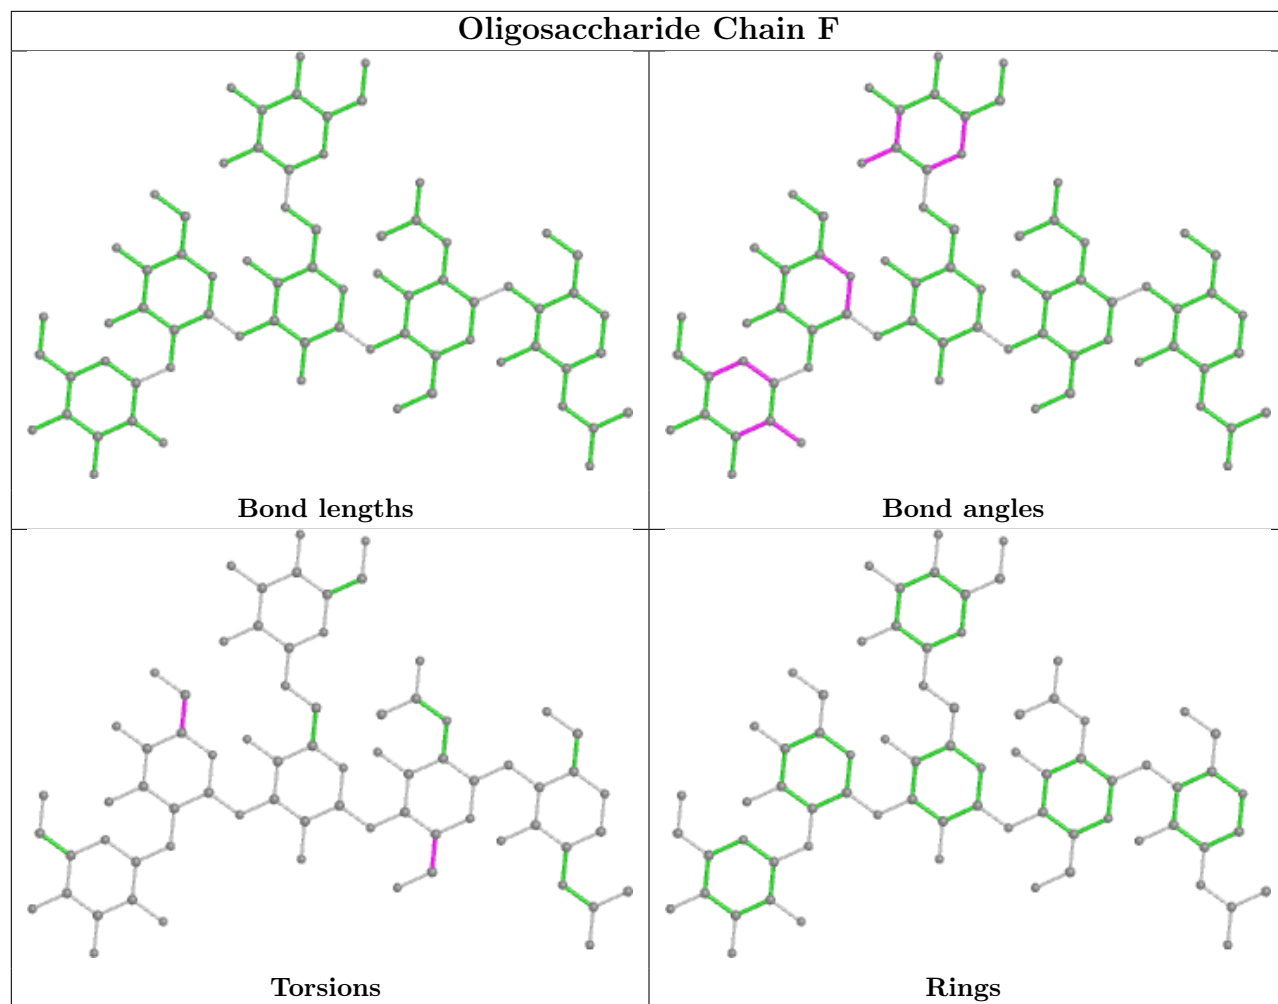 Oligosaccharide Chain F
Bond lengths
Bond angles
Torsions
Rings